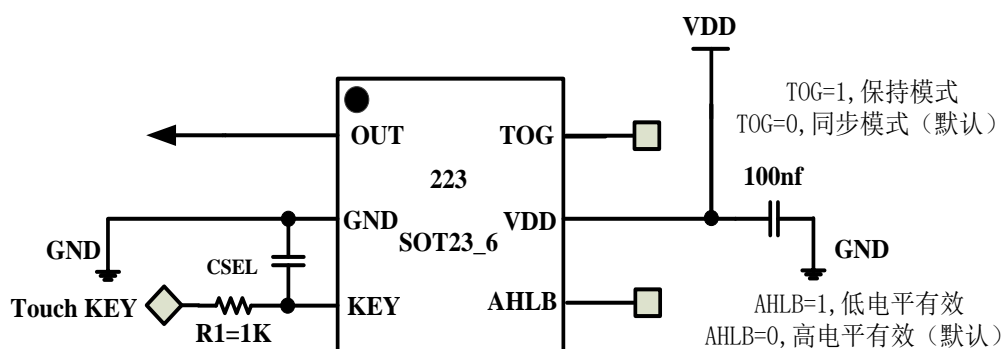 VDD
TOG=1,保持模式
TOG=0,同步模式（默认）
OUT
TOG
223
100nf
GND
GND
VDD
SOT23_6
GND
CSEL
Touch KEY
R1=1K
KEY
AHLB
GND
AHLB=1,低电平有效
AHLB=0,高电平有效（默认）